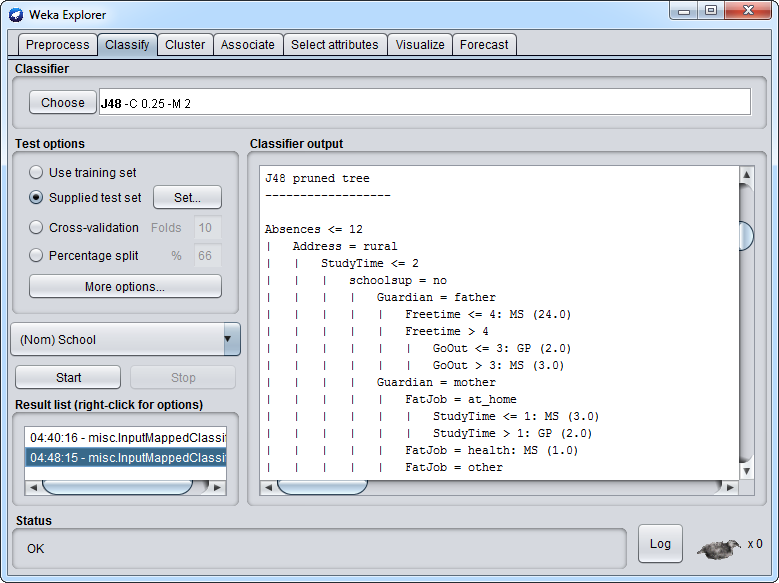 Weka Explorer
Preprocess Classify Cluster Associate Select attributes Visualize Forecast
Classifier
Choose J48 -C 0.25 -M 2
Test options
Use training set
Supplied test set Set...
Cross-validation Folds 10
Percentage split % 66
More options...
(Nom) School
Start Stop
Result list (right-click for options)
04:40:16 - misc.InputMappedClassif
04:48:15 - misc.InputMappedClassif
Classifier output
J48 pruned tree
------------------
Absences <= 12
|   Address = rural
|   |   StudyTime <= 2
|   |   |   schoolsup = no
|   |   |   |   Guardian = father
|   |   |   |   |   Freetime <= 4: MS (24.0)
|   |   |   |   |   Freetime > 4
|   |   |   |   |   |   GoOut <= 3: GP (2.0)
|   |   |   |   |   |   GoOut > 3: MS (3.0)
|   |   |   |   Guardian = mother
|   |   |   |   |   FatJob = at_home
|   |   |   |   |   |   StudyTime <= 1: MS (3.0)
|   |   |   |   |   |   StudyTime > 1: GP (2.0)
|   |   |   |   |   FatJob = health: MS (1.0)
|   |   |   |   |   FatJob = other
Status
OK
Log x 0